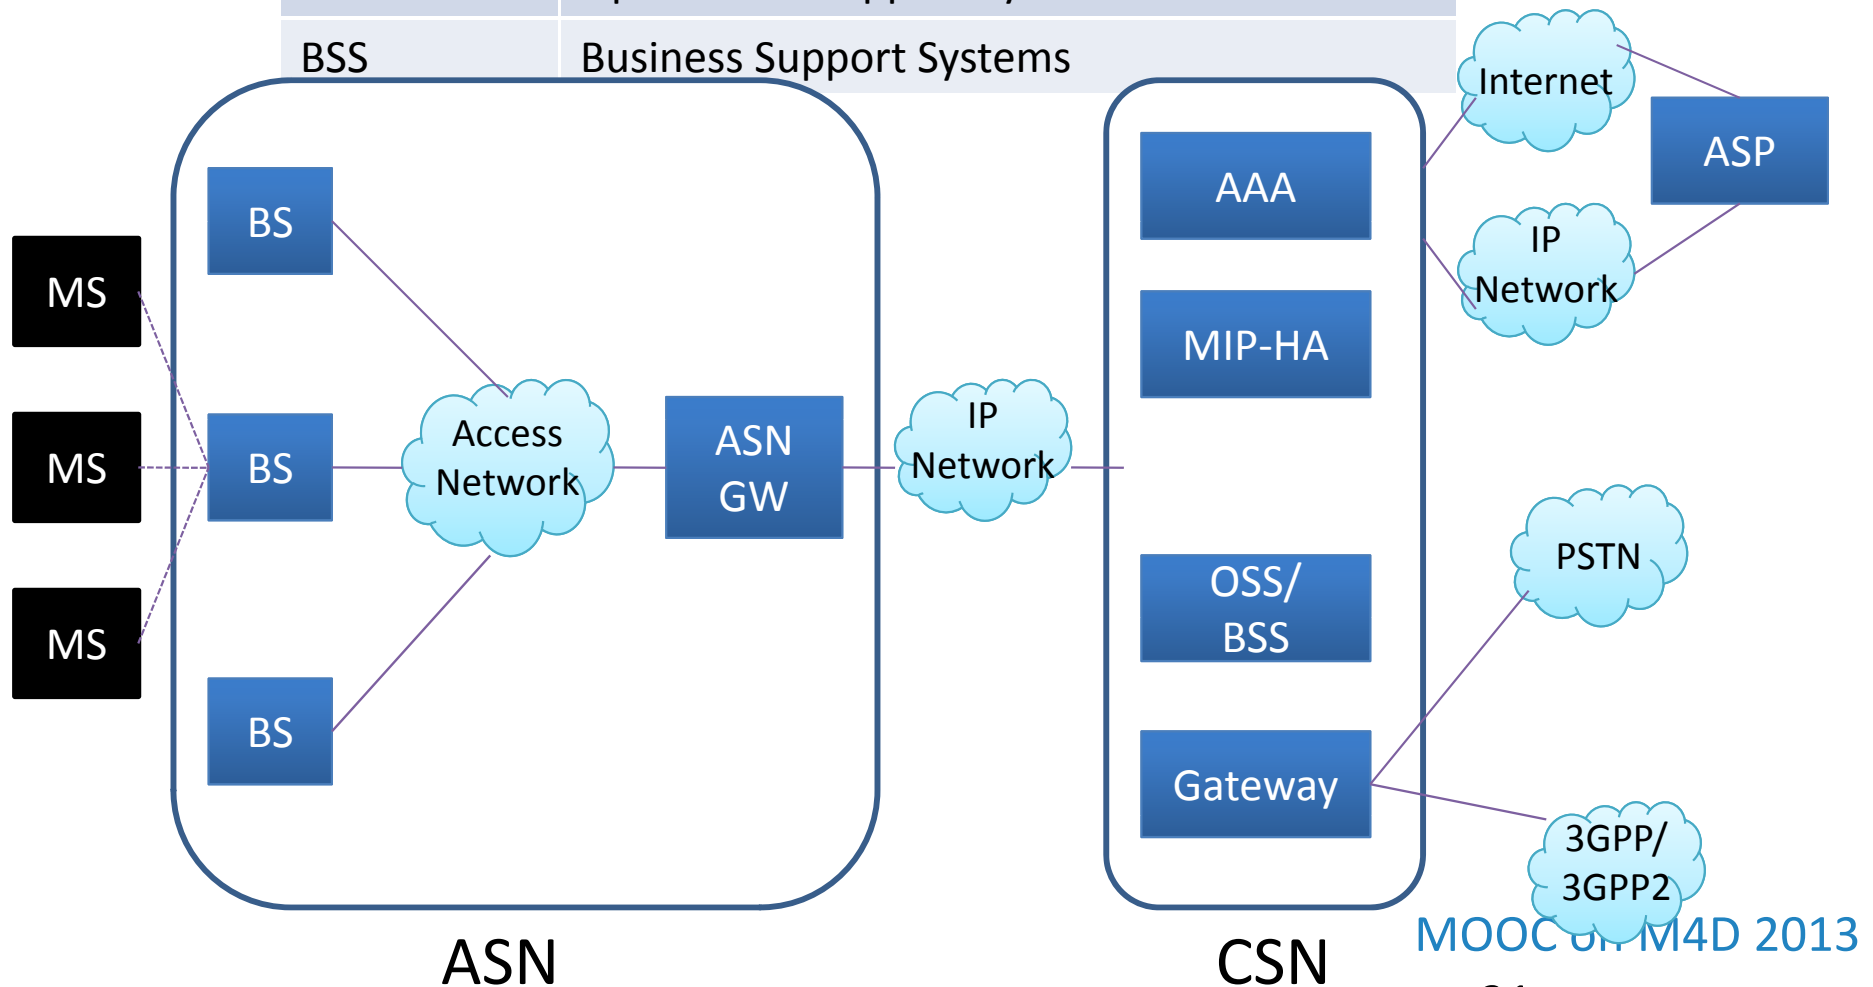 BSS Business Support Systems
Internet
ASP
AAA
BS
IP
Network
MS
MIP-HA
Access
Network
ASN
GW
IP
Network
MS
BS
PSTN
OSS/
BSS
MS
BS
Gateway
3GPP/
3GPP2
ASN
CSN
MOOC on M4D 2013